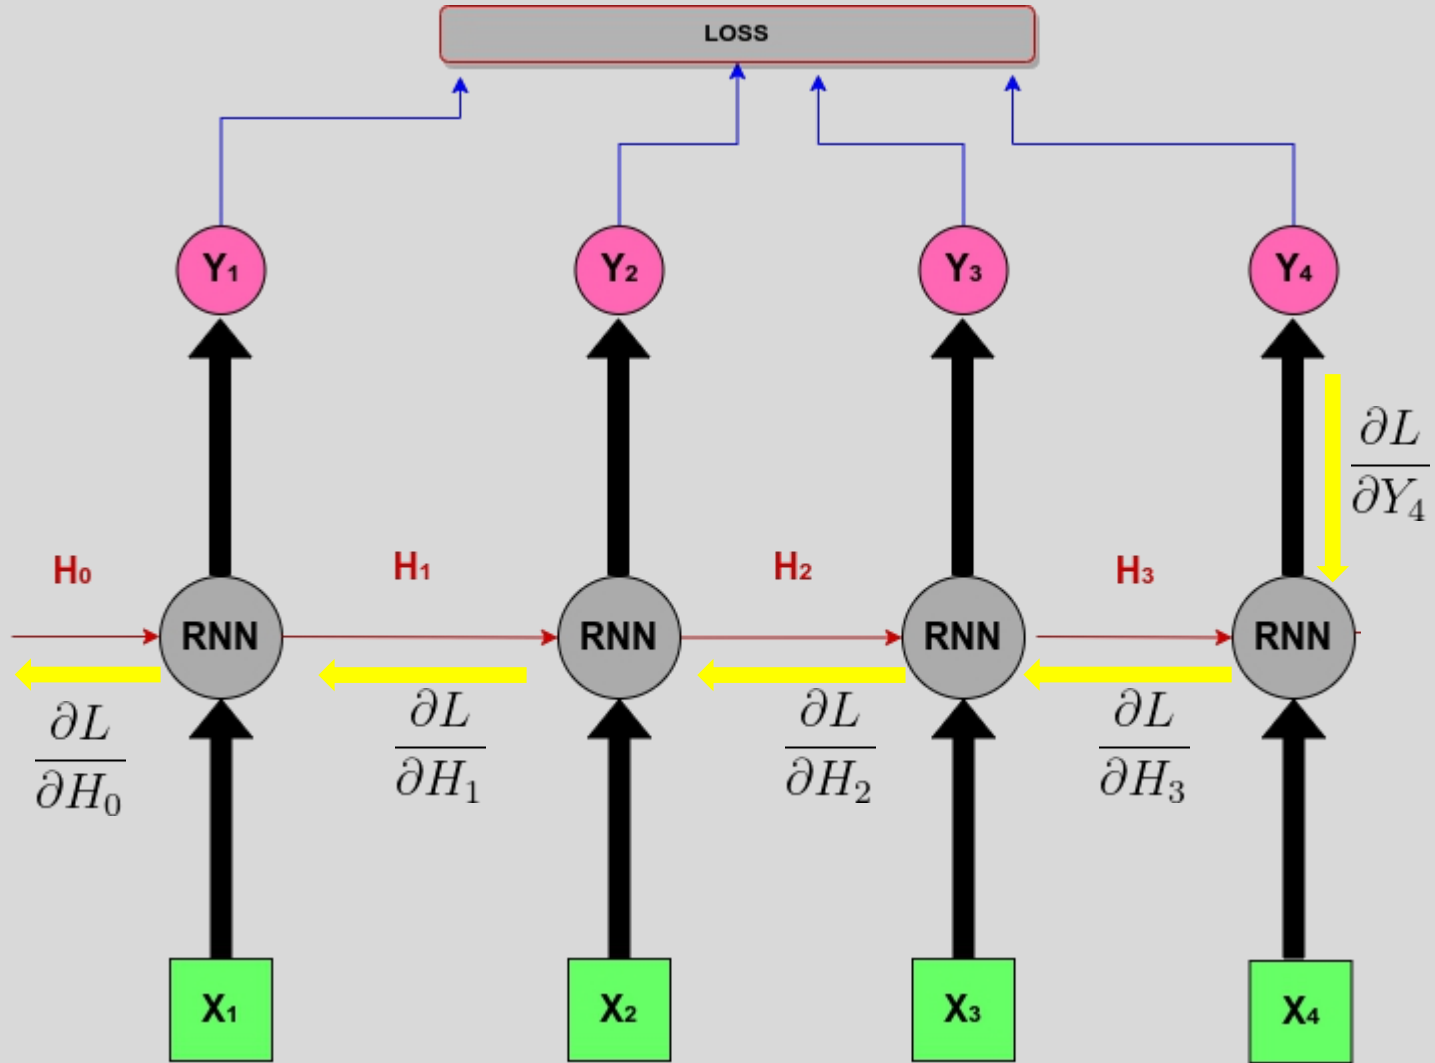 LOSS
Y₁ Y₂ Y₃ Y₄
∂L/∂Y₄
H₀ H₁ H₂ H₃
RNN RNN RNN RNN
∂L/∂H₀ ∂L/∂H₁ ∂L/∂H₂ ∂L/∂H₃
X₁ X₂ X₃ X₄